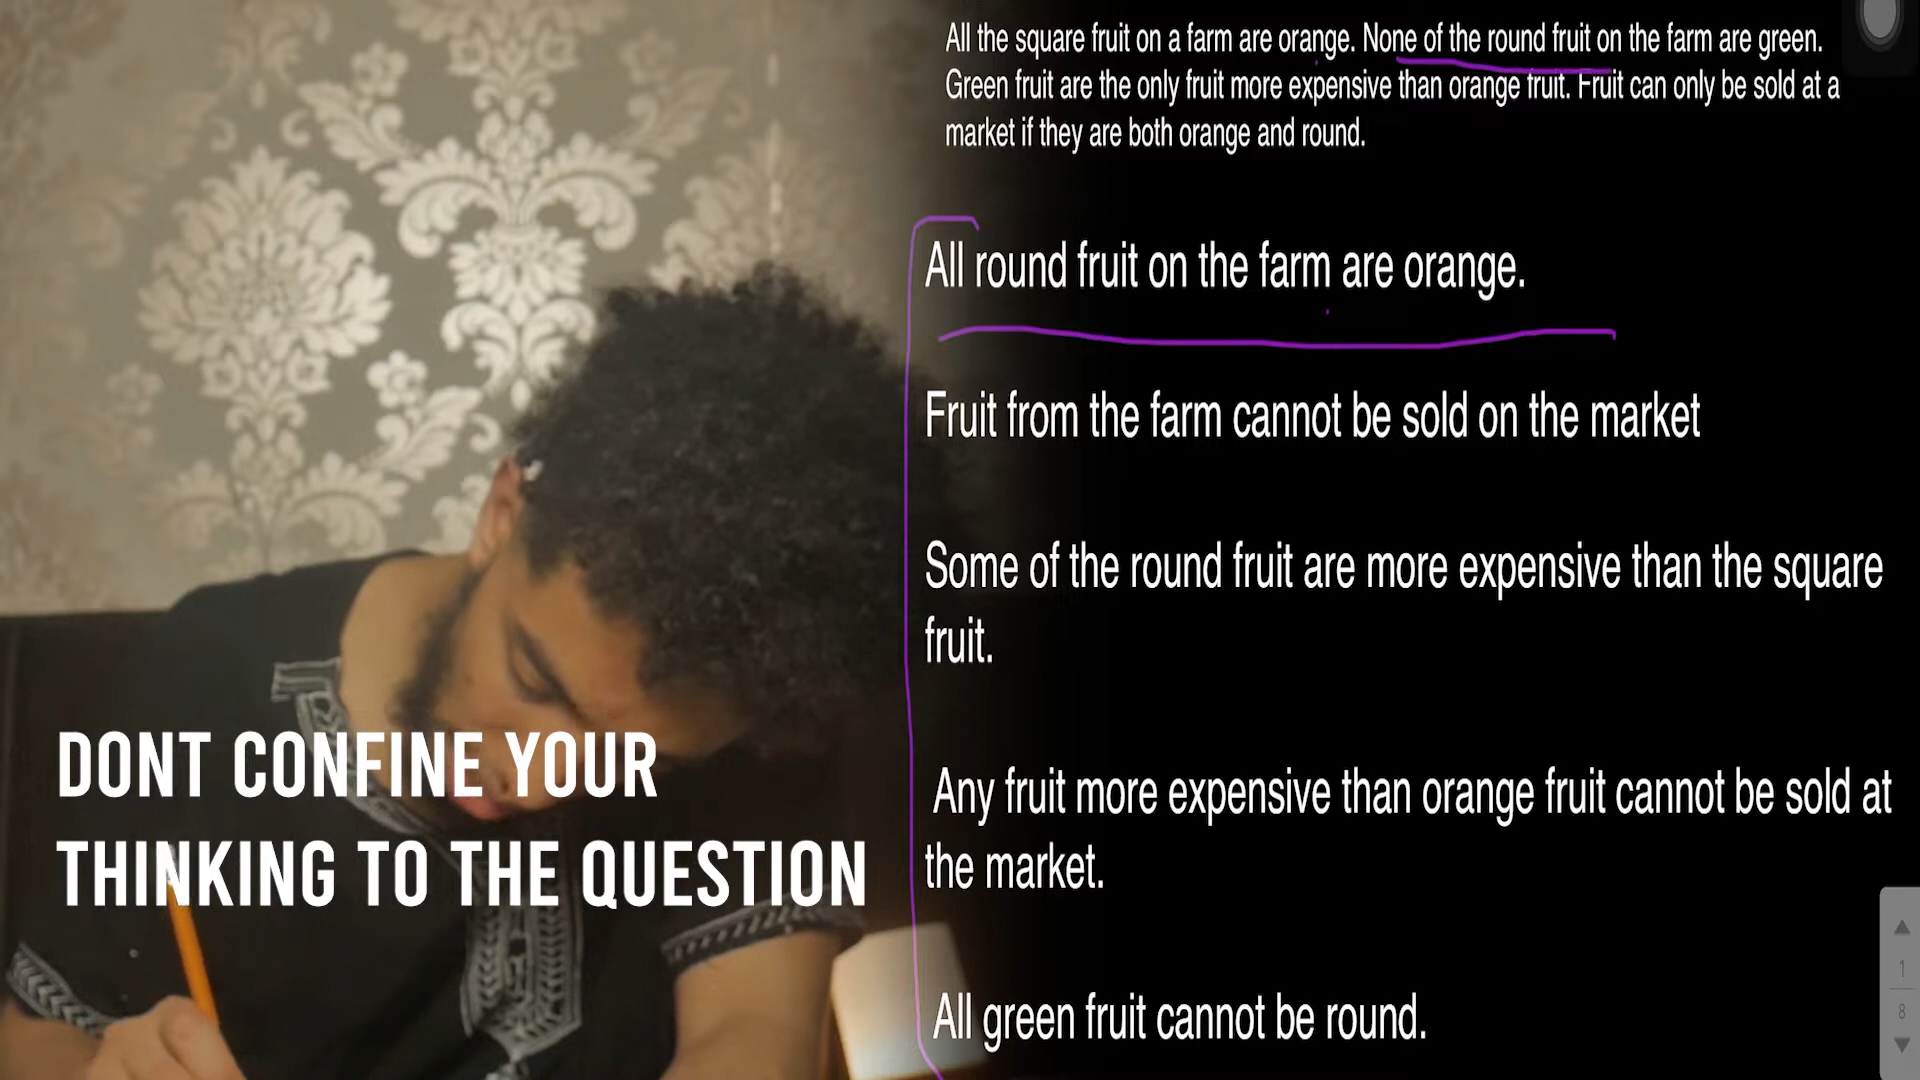 All the square fruit on a farm are orange. None of the round fruit on the farm are green.
Green fruit are the only fruit more expensive than orange fruit. Fruit can only be sold at a
market if they are both orange and round.
All round fruit on the farm are orange.
Fruit from the farm cannot be sold on the market
Some of the round fruit are more expensive than the square
fruit.
Any fruit more expensive than orange fruit cannot be sold at
the market.
All green fruit cannot be round.
DONT CONFINE YOUR
THINKING TO THE QUESTION
1
8